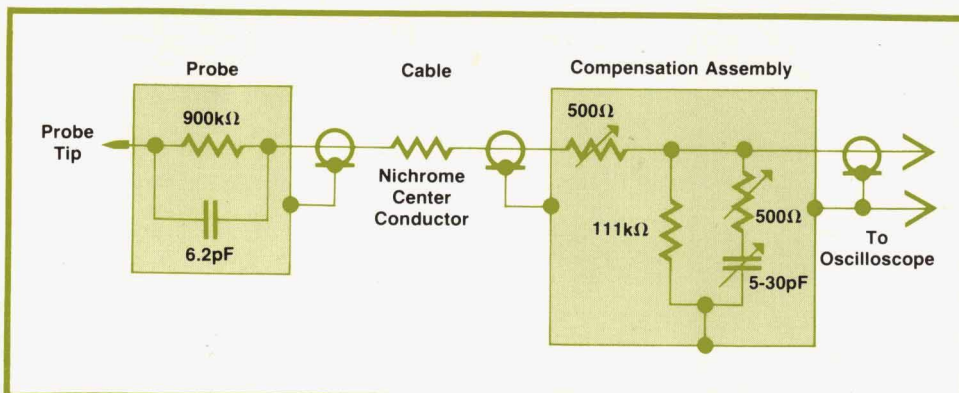 Probe
Cable
Compensation Assembly
900kΩ
500Ω
Probe
Tip
Nichrome
Center
Conductor
6.2pF
111kΩ
500Ω
5-30pF
To
Oscilloscope